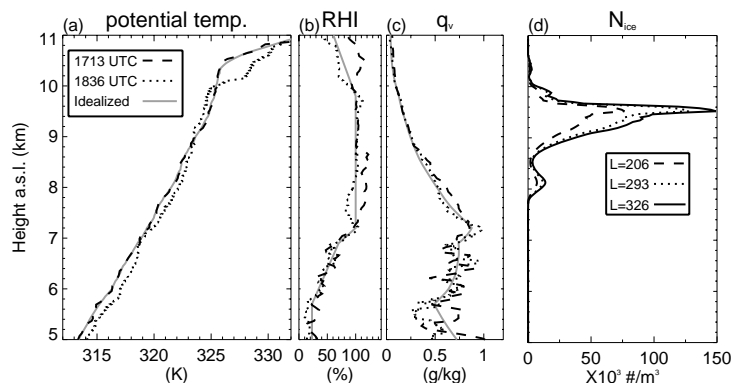 (a) potential temp.
1713 UTC
1836 UTC
Idealized
Height a.s.l. (km)
11
10
9
8
7
6
5
315 320 325 330
(K)
(b) RHI
0 50 100
(%)
(c) qv
0.0 0.5 1
(g/kg)
(d) Nice
L=206
L=293
L=326
0 50 100 150
X10³ #/m³